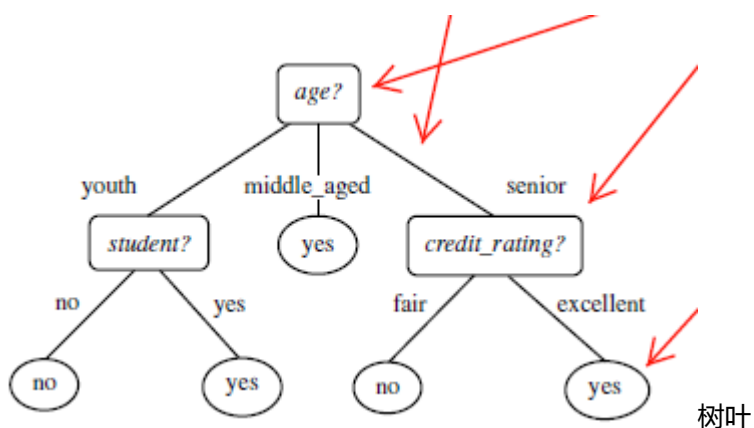 age?
youth middle_aged senior
student? yes credit_rating?
no yes fair excellent
no yes no yes
树叶